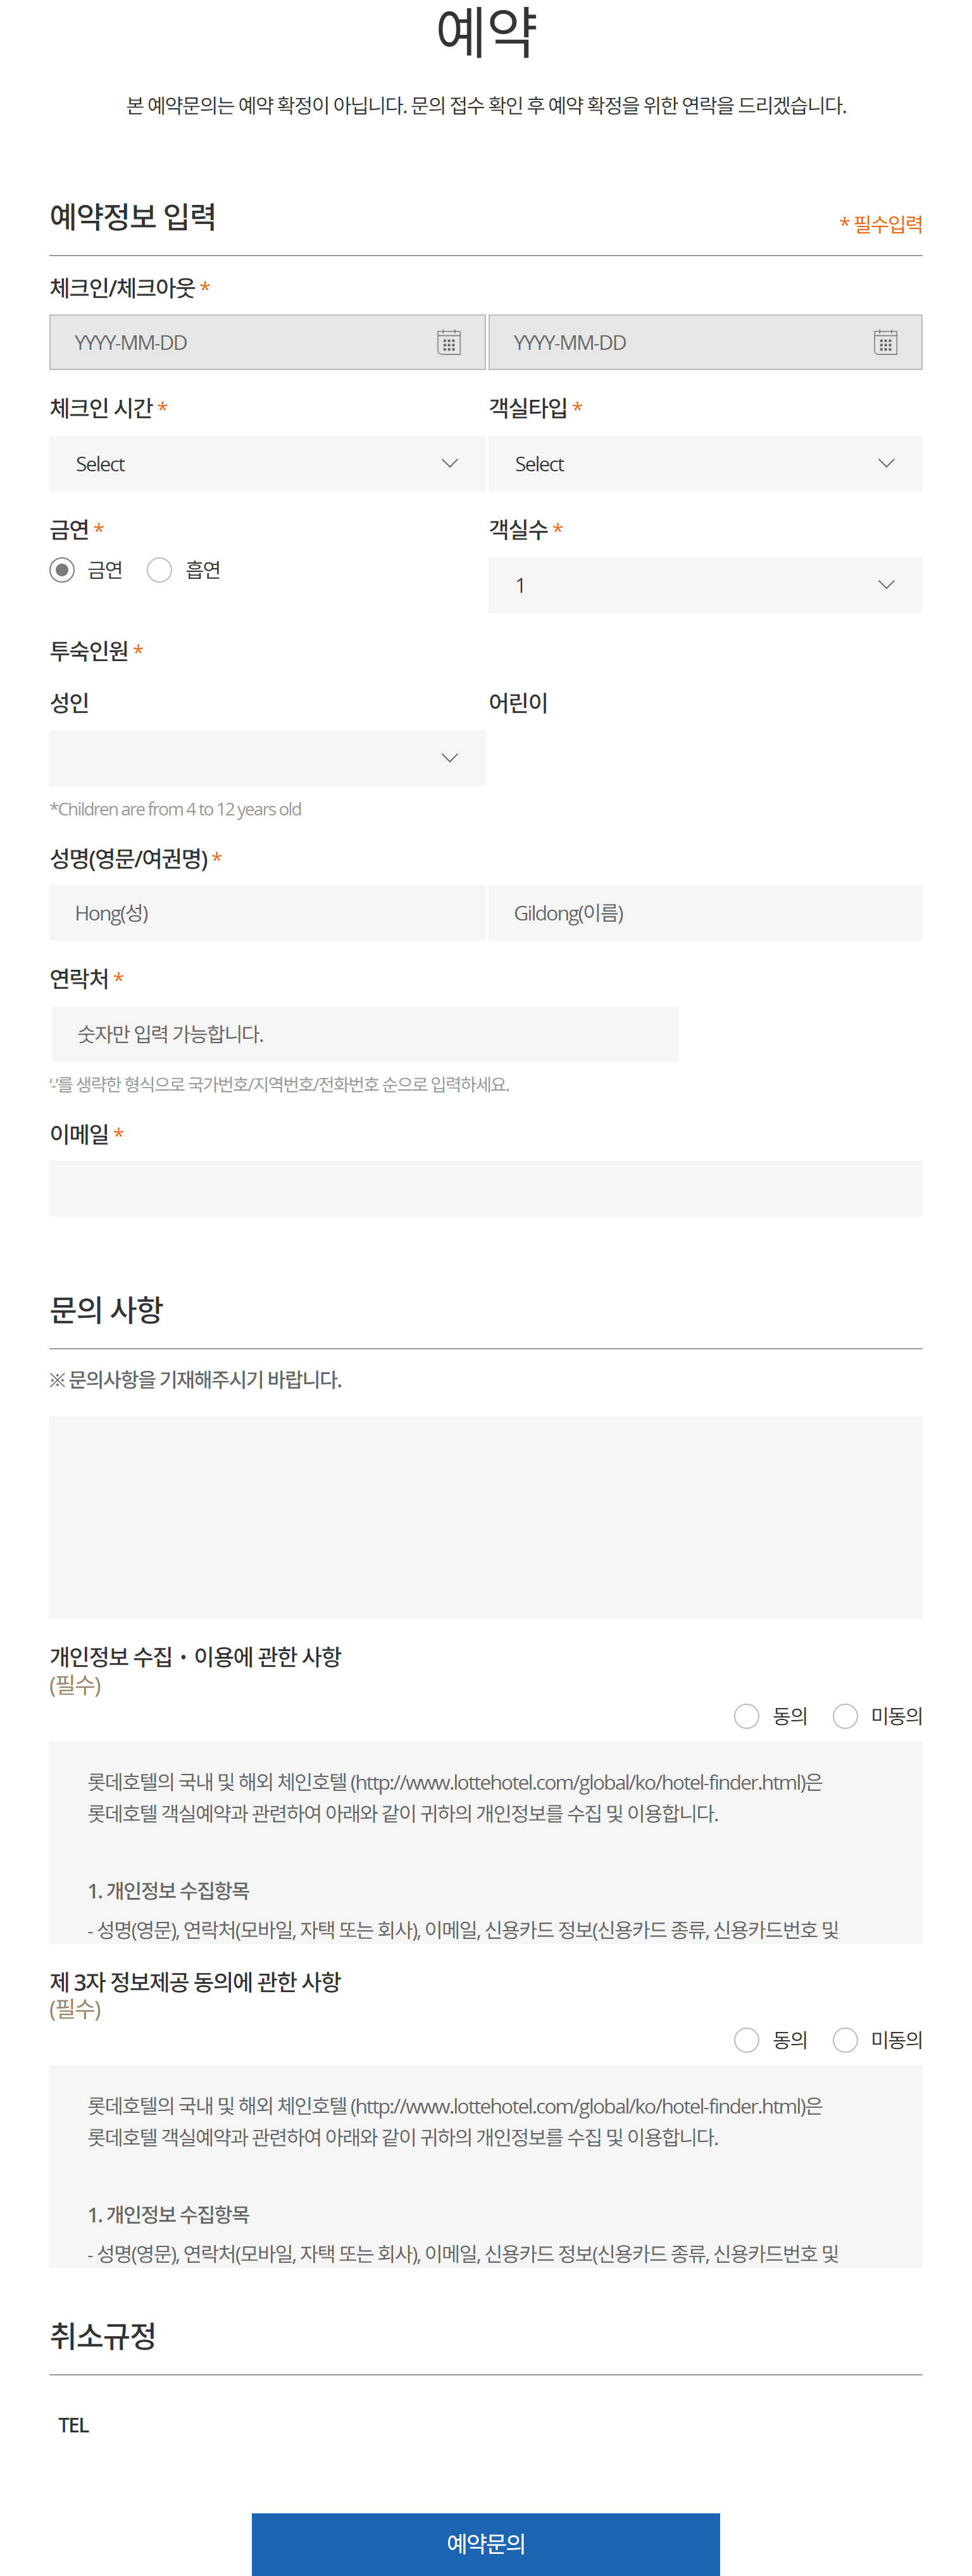 예약
본 예약문의는 예약 확정이 아닙니다. 문의 접수 확인 후 예약 확정을 위한 연락을 드리겠습니다.
예약정보 입력
* 필수입력
체크인/체크아웃 *
YYYY-MM-DD YYYY-MM-DD
체크인 시간 * 객실타입 *
Select Select
금연 * 객실수 *
금연 흡연 1
투숙인원 *
성인 어린이
*Children are from 4 to 12 years old
성명(영문/여권명) *
Hong(성) Gildong(이름)
연락처 *
숫자만 입력 가능합니다.
‘-’를 생략한 형식으로 국가번호/지역번호/전화번호 순으로 입력하세요.
이메일 *
문의 사항
※ 문의사항을 기재해주시기 바랍니다.
개인정보 수집 · 이용에 관한 사항
(필수)
동의 미동의
롯데호텔의 국내 및 해외 체인호텔 (http://www.lottehotel.com/global/ko/hotel-finder.html)은
롯데호텔 객실예약과 관련하여 아래와 같이 귀하의 개인정보를 수집 및 이용합니다.
1. 개인정보 수집항목
- 성명(영문), 연락처(모바일, 자택 또는 회사), 이메일, 신용카드 정보(신용카드 종류, 신용카드번호 및
제 3자 정보제공 동의에 관한 사항
(필수)
동의 미동의
롯데호텔의 국내 및 해외 체인호텔 (http://www.lottehotel.com/global/ko/hotel-finder.html)은
롯데호텔 객실예약과 관련하여 아래와 같이 귀하의 개인정보를 수집 및 이용합니다.
1. 개인정보 수집항목
- 성명(영문), 연락처(모바일, 자택 또는 회사), 이메일, 신용카드 정보(신용카드 종류, 신용카드번호 및
취소규정
TEL
예약문의